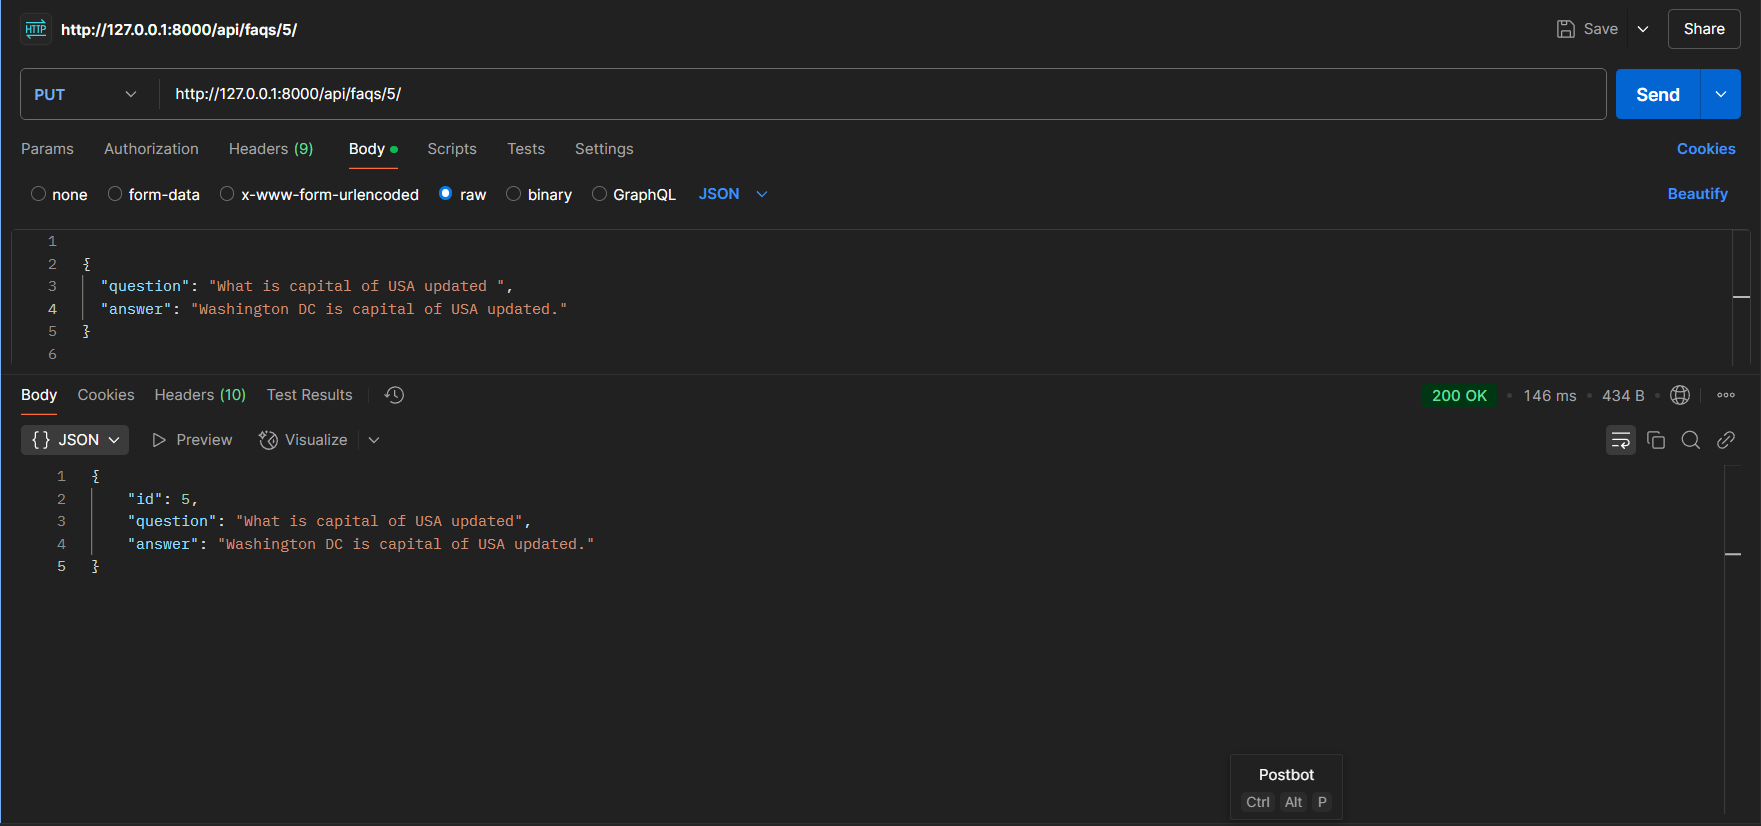 HTTP http://127.0.0.1:8000/api/faqs/5/ Save Share
PUT http://127.0.0.1:8000/api/faqs/5/ Send
Params Authorization Headers (9) Body Scripts Tests Settings Cookies
none form-data x-www-form-urlencoded raw binary GraphQL JSON Beautify
1
2 {
3 "question": "What is capital of USA updated ",
4 "answer": "Washington DC is capital of USA updated."
5 }
6
Body Cookies Headers (10) Test Results 200 OK • 146 ms • 434 B •
{} JSON Preview Visualize
1 {
2 "id": 5,
3 "question": "What is capital of USA updated",
4 "answer": "Washington DC is capital of USA updated."
5 }
Postbot
Ctrl Alt P